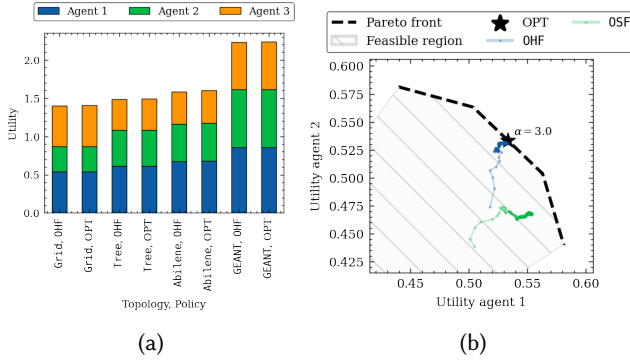 Agent 1 Agent 2 Agent 3
Utility
2.0
1.5
1.0
0.5
0.0
Grid, OHF
Grid, OPT
Tree, OHF
Tree, OPT
Abilene, OHF
Abilene, OPT
GEANT, OHF
GEANT, OPT
Topology, Policy
(a)
Pareto front OPT OSF
Feasible region OHF
Utility agent 2
0.600
0.575
0.550
0.525
0.500
0.475
0.450
0.425
α = 3.0
0.45 0.50 0.55 0.60
Utility agent 1
(b)